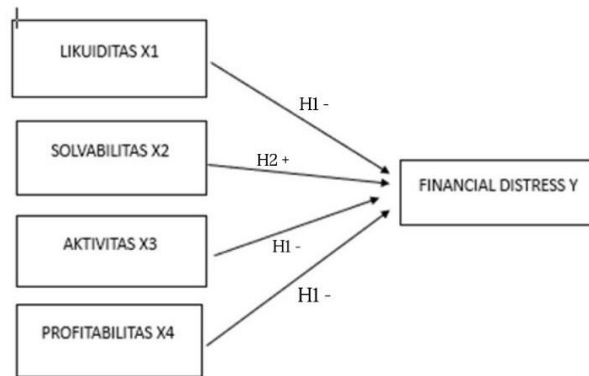 LIKUIDITAS X1
H1 -
SOLVABILITAS X2
H2 +
FINANCIAL DISTRESS Y
AKTIVITAS X3
H1 -
H1 -
PROFITABILITAS X4